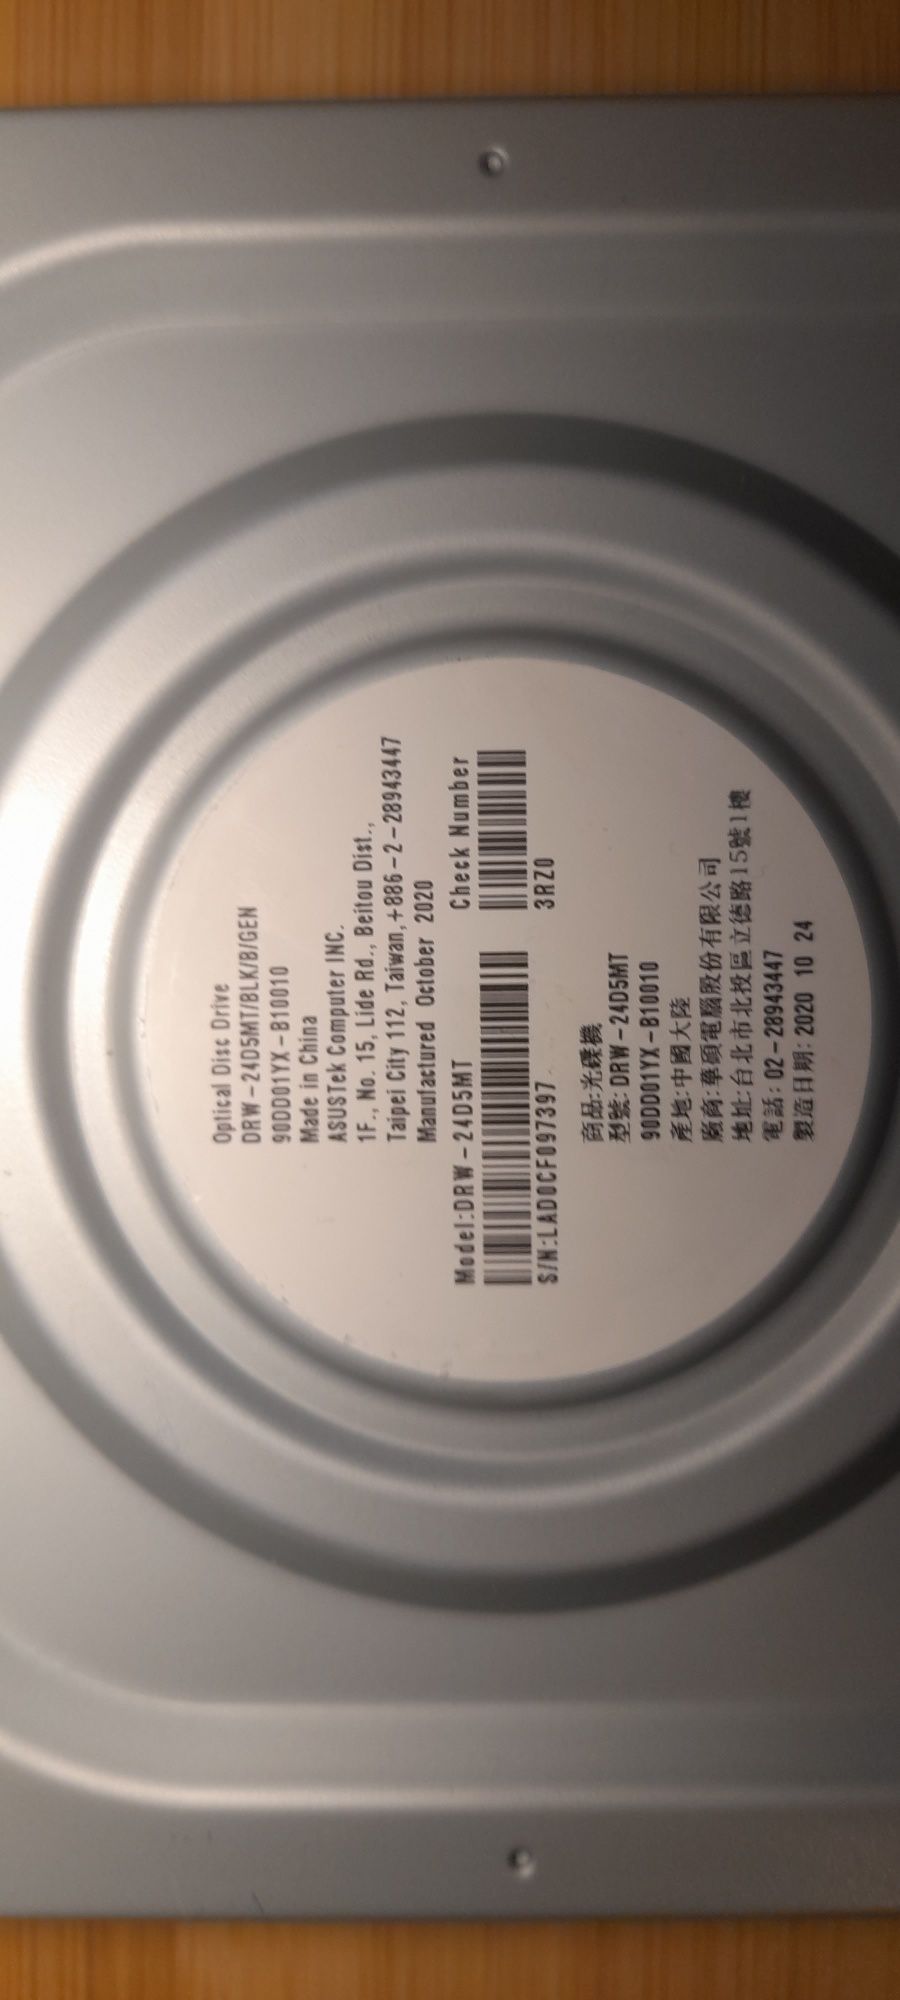 Optical Disc Drive
DRW-24D5MT/BLK/B/GEN
90DD01YX-B10010
Made in China
ASUSTek Computer INC.
1F., No. 15, Lide Rd., Beitou Dist.,
Taipei City 112, Taiwan,+886-2-28943447
Manufactured October 2020
Model:DRW-24D5MT
S/N:LAD0CF097397
Check Number
3RZ0
商品:光碟機
型號:DRW-24D5MT
90DD01YX-B10010
產地:中國大陸
廠商:華碩電腦股份有限公司
地址:台北市北投區立德路15號1樓
電話:02-28943447
製造日期:2020 10 24